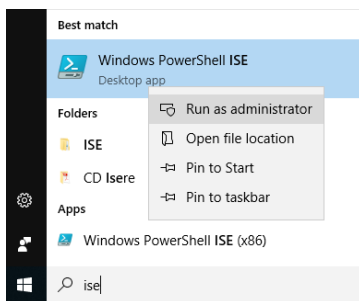 Best match
Windows PowerShell ISE
Desktop app
Folders
ISE
CD Isere
Run as administrator
Open file location
Pin to Start
Pin to taskbar
Apps
Windows PowerShell ISE (x86)
ise